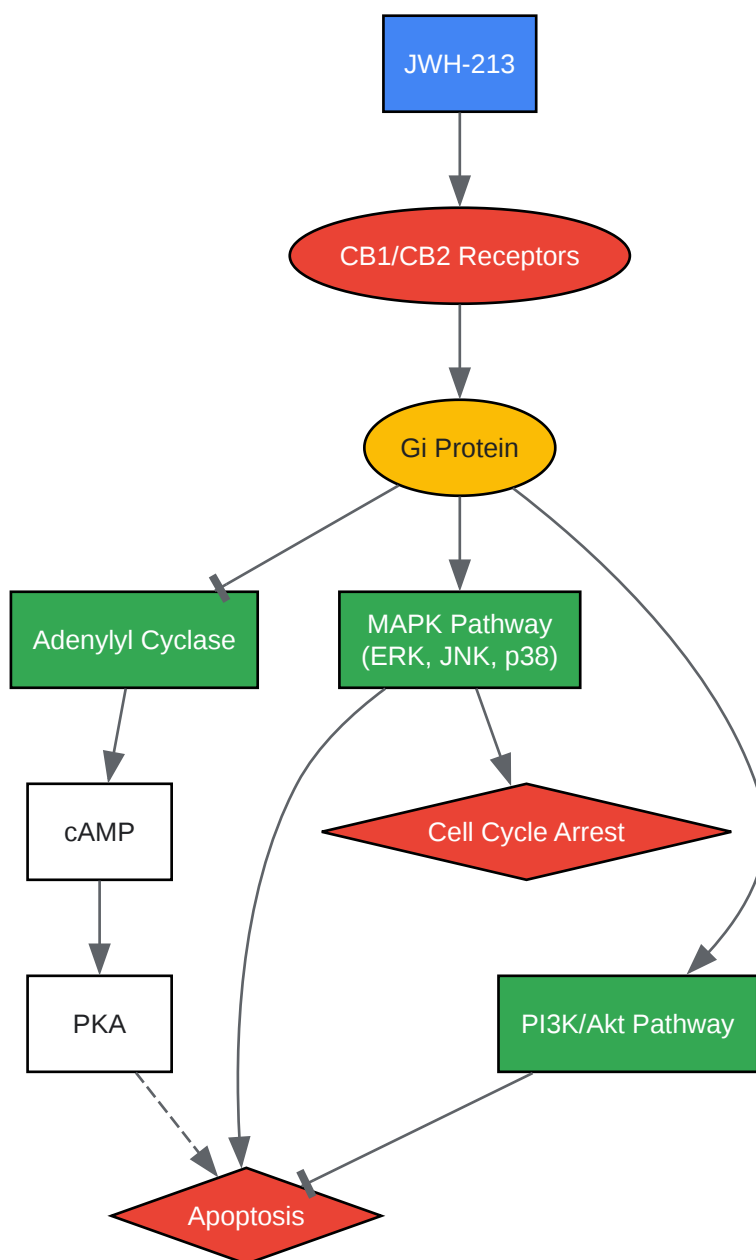 JWH-213
CB1/CB2 Receptors
Gi Protein
Adenylyl Cyclase
MAPK Pathway
(ERK, JNK, p38)
cAMP
Cell Cycle Arrest
PKA
PI3K/Akt Pathway
Apoptosis